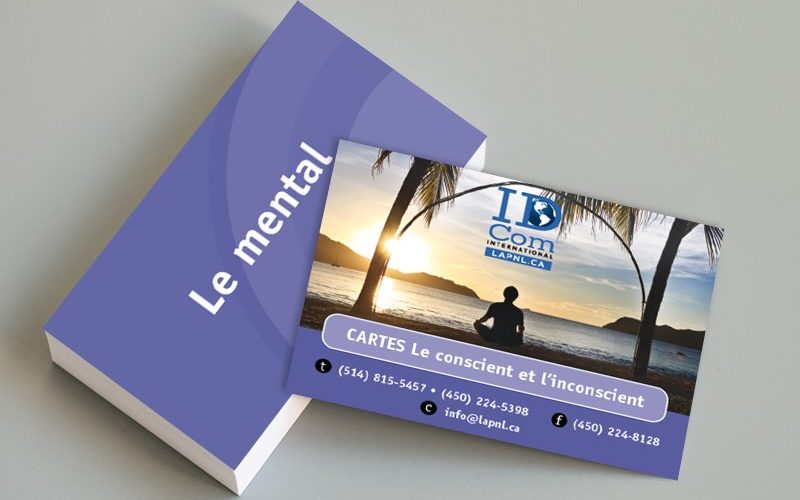 Le mental
ID
Com
INTERNATIONAL
LAPNL.CA
CARTES Le conscient et l'inconscient
t (514) 815-5457 • (450) 224-5398
c info@lapnl.ca
f (450) 224-8128